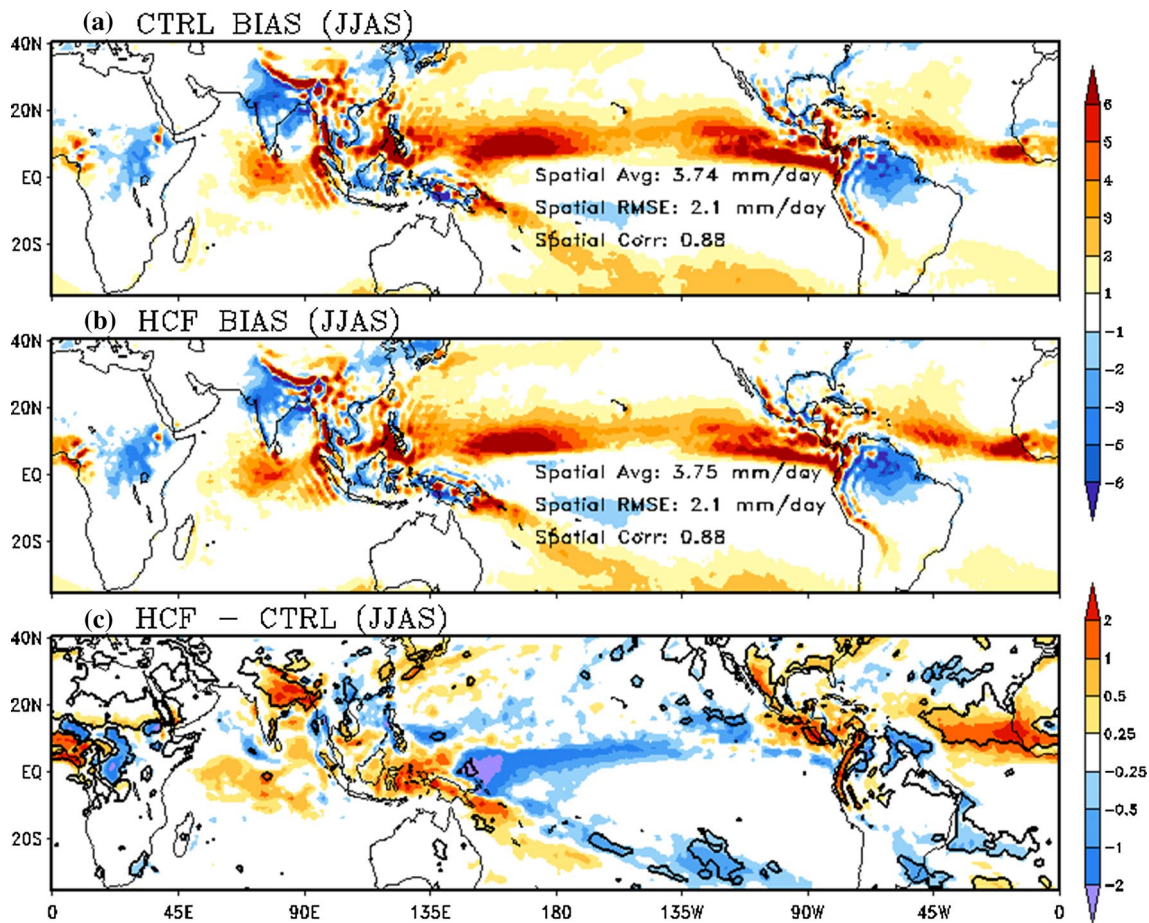 (a) CTRL BIAS (JJAS)
40N
20N
EQ
20S
Spatial Avg: 3.74 mm/day
Spatial RMSE: 2.1 mm/day
Spatial Corr: 0.88
(b) HCF BIAS (JJAS)
40N
20N
EQ
20S
Spatial Avg: 3.75 mm/day
Spatial RMSE: 2.1 mm/day
Spatial Corr: 0.88
6
5
4
3
2
1
-1
-2
-3
-5
-6
(c) HCF - CTRL (JJAS)
40N
20N
EQ
20S
0 45E 90E 135E 180 135W 90W 45W 0
2
1
0.5
0.25
-0.25
-0.5
-1
-2